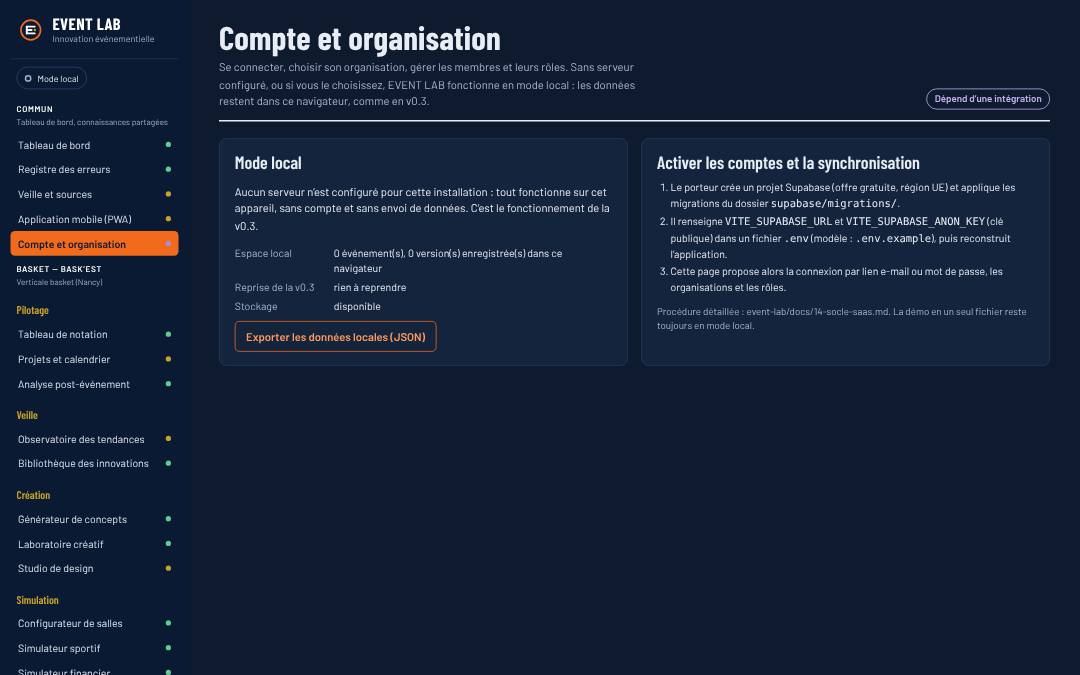 EVENT LAB
Innovation événementielle
Mode local
COMMUN
Tableau de bord, connaissances partagées
Tableau de bord
Registre des erreurs
Veille et sources
Application mobile (PWA)
Compte et organisation
BASKET — BASK'EST
Verticale basket (Nancy)
Pilotage
Tableau de notation
Projets et calendrier
Analyse post-événement
Veille
Observatoire des tendances
Bibliothèque des innovations
Création
Générateur de concepts
Laboratoire créatif
Studio de design
Simulation
Configurateur de salles
Simulateur sportif
Simulateur financier
Compte et organisation
Se connecter, choisir son organisation, gérer les membres et leurs rôles. Sans serveur
configuré, ou si vous le choisissez, EVENT LAB fonctionne en mode local : les données
restent dans ce navigateur, comme en v0.3.
Dépend d'une intégration
Mode local
Aucun serveur n'est configuré pour cette installation : tout fonctionne sur cet
appareil, sans compte et sans envoi de données. C'est le fonctionnement de la
v0.3.
Espace local 0 événement(s), 0 version(s) enregistrée(s) dans ce
navigateur
Reprise de la v0.3 rien à reprendre
Stockage disponible
Exporter les données locales (JSON)
Activer les comptes et la synchronisation
1. Le porteur crée un projet Supabase (offre gratuite, région UE) et applique les
migrations du dossier supabase/migrations/.
2. Il renseigne VITE_SUPABASE_URL et VITE_SUPABASE_ANON_KEY (clé
publique) dans un fichier .env (modèle : .env.example), puis reconstruit
l'application.
3. Cette page propose alors la connexion par lien e-mail ou mot de passe, les
organisations et les rôles.
Procédure détaillée : event-lab/docs/14-socle-saas.md. La démo en un seul fichier reste
toujours en mode local.